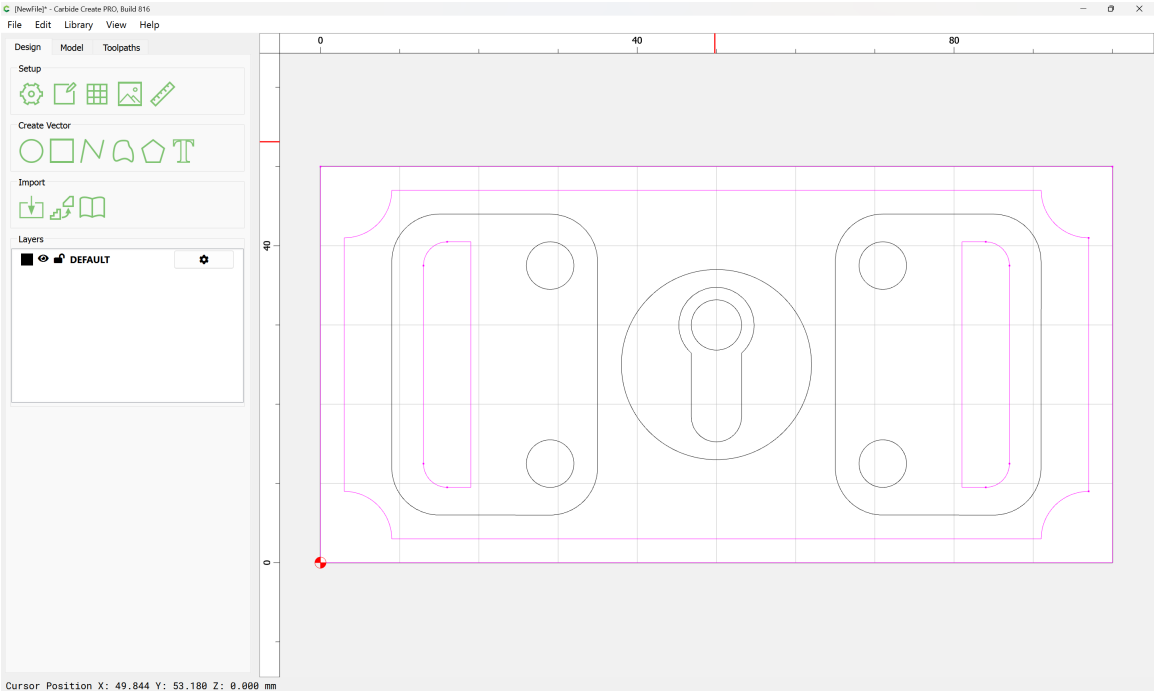 [NewFile]* - Carbide Create PRO, Build 816
File Edit Library View Help
Design Model Toolpaths
Setup
Create Vector
Import
Layers
DEFAULT
0 40 80
40
0
Cursor Position X: 49.844 Y: 53.180 Z: 0.000 mm